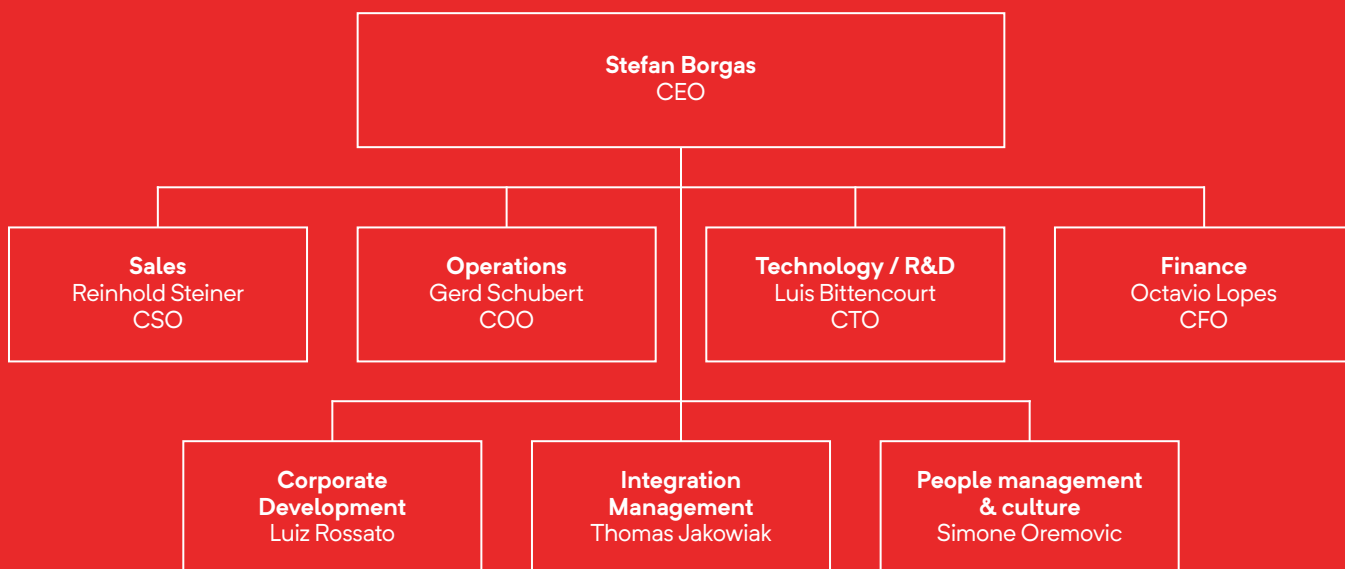 Stefan Borgas
CEO
Sales
Reinhold Steiner
CSO
Operations
Gerd Schubert
COO
Technology / R&D
Luis Bittencourt
CTO
Finance
Octavio Lopes
CFO
Corporate
Development
Luiz Rossato
Integration
Management
Thomas Jakowiak
People management
& culture
Simone Oremovic